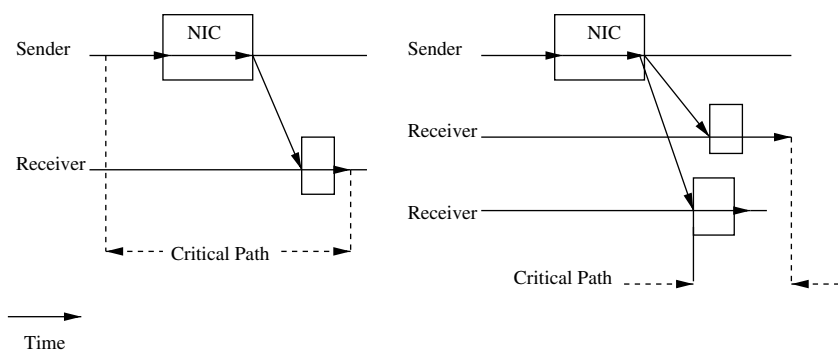 NIC
Sender
Receiver
Critical Path
Time
NIC
Sender
Receiver
Receiver
Critical Path